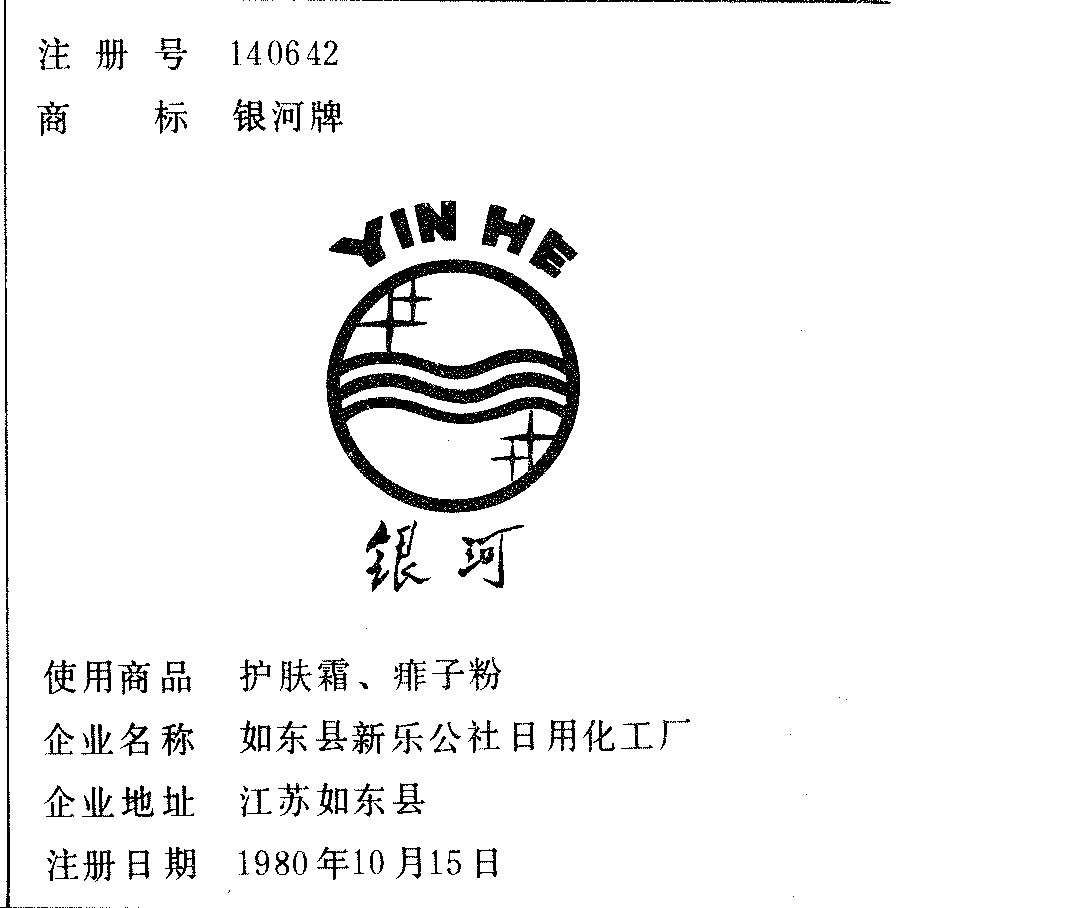 注册号 140642
商标 银河牌
YIN HE
银河
使用商品 护肤霜、痱子粉
企业名称 如东县新乐公社日用化工厂
企业地址 江苏如东县
注册日期 1980年10月15日